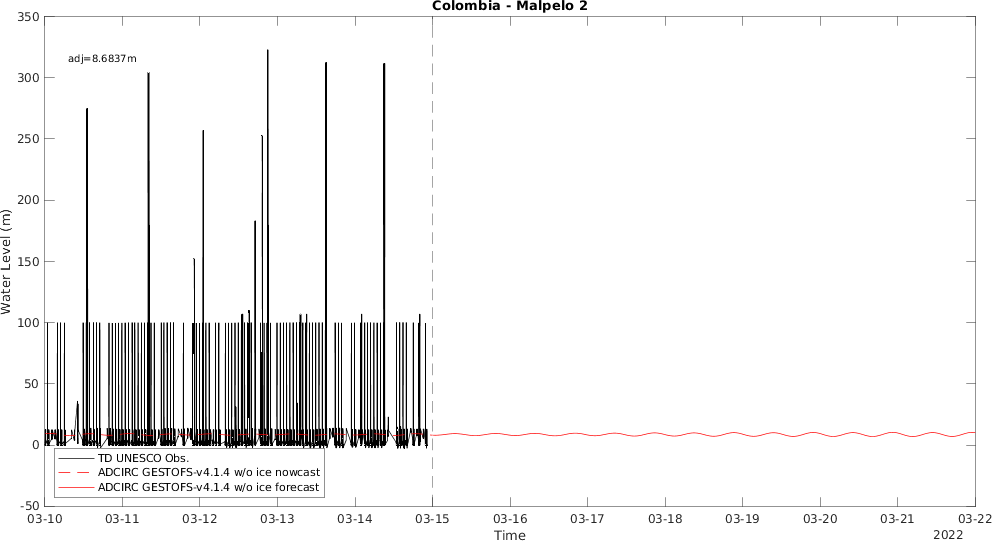 Colombia - Malpelo 2
adj=8.6837m
350
300
250
200
150
100
50
0
-50
Water Level (m)
TD UNESCO Obs.
ADCIRC GESTOFS-v4.1.4 w/o ice nowcast
ADCIRC GESTOFS-v4.1.4 w/o ice forecast
03-10 03-11 03-12 03-13 03-14 03-15 03-16 03-17 03-18 03-19 03-20 03-21 03-22
Time
2022